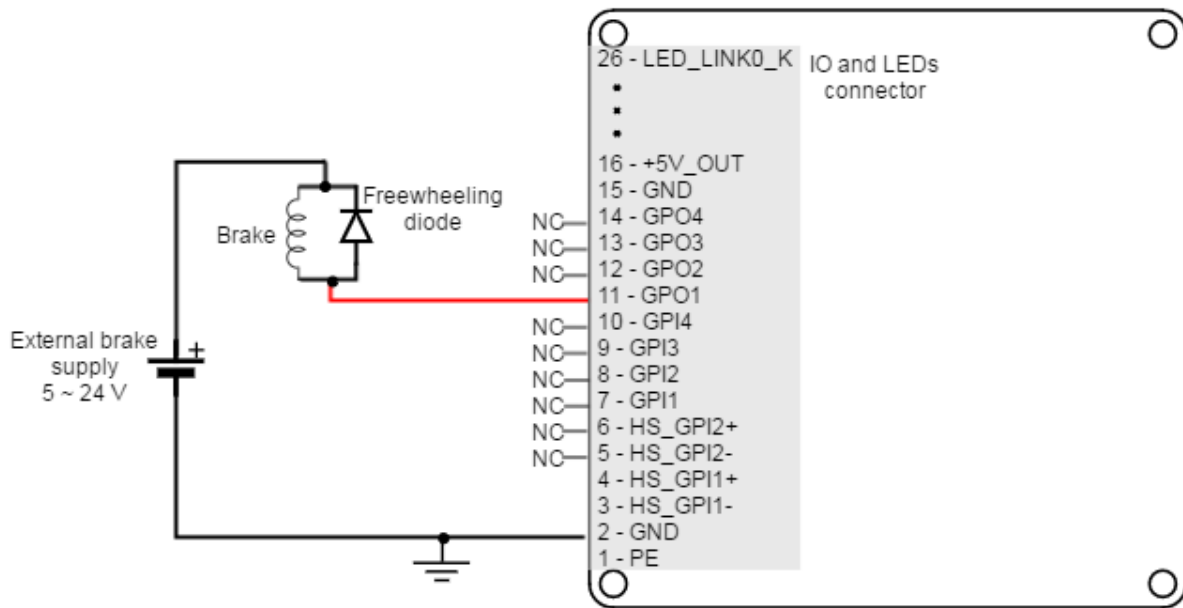 26 - LED_LINK0_K
IO and LEDs
connector
16 - +5V_OUT
15 - GND
NC 14 - GPO4
NC 13 - GPO3
NC 12 - GPO2
11 - GPO1
NC 10 - GPI4
NC 9 - GPI3
NC 8 - GPI2
NC 7 - GPI1
NC 6 - HS_GPI2+
NC 5 - HS_GPI2-
4 - HS_GPI1+
3 - HS_GPI1-
2 - GND
1 - PE
Freewheeling
diode
Brake
External brake
supply
5 ~ 24 V
+